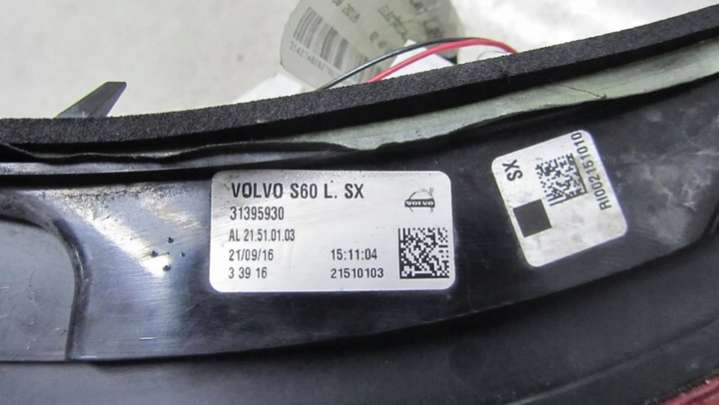 VOLVO S60 L. SX
31395930
VOLVO
AL 21.51.01.03
21/09/16 15:11:04
3 39 16 21510103
SX